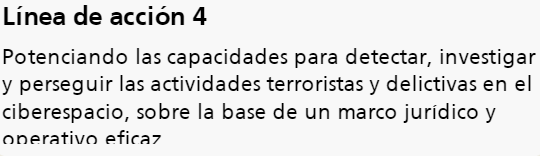 Línea de acción 4
Potenciando las capacidades para detectar, investigar
y perseguir las actividades terroristas y delictivas en el
ciberespacio, sobre la base de un marco jurídico y
operativo eficaz